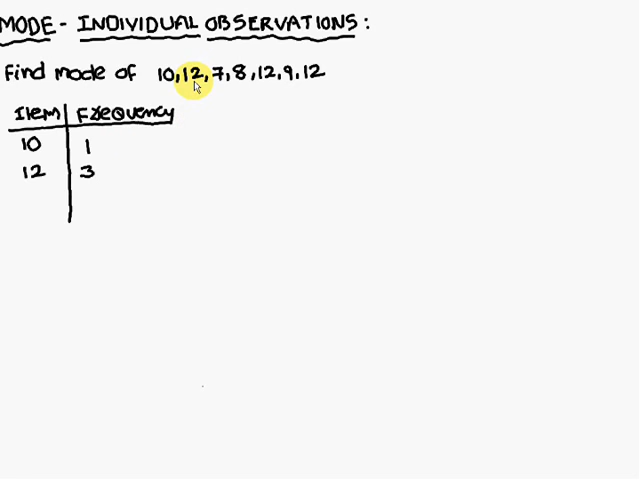 MODE - INDIVIDUAL OBSERVATIONS:
Find mode of 10, 12, 7, 8, 12, 9, 12
Item Frequency
10 1
12 3